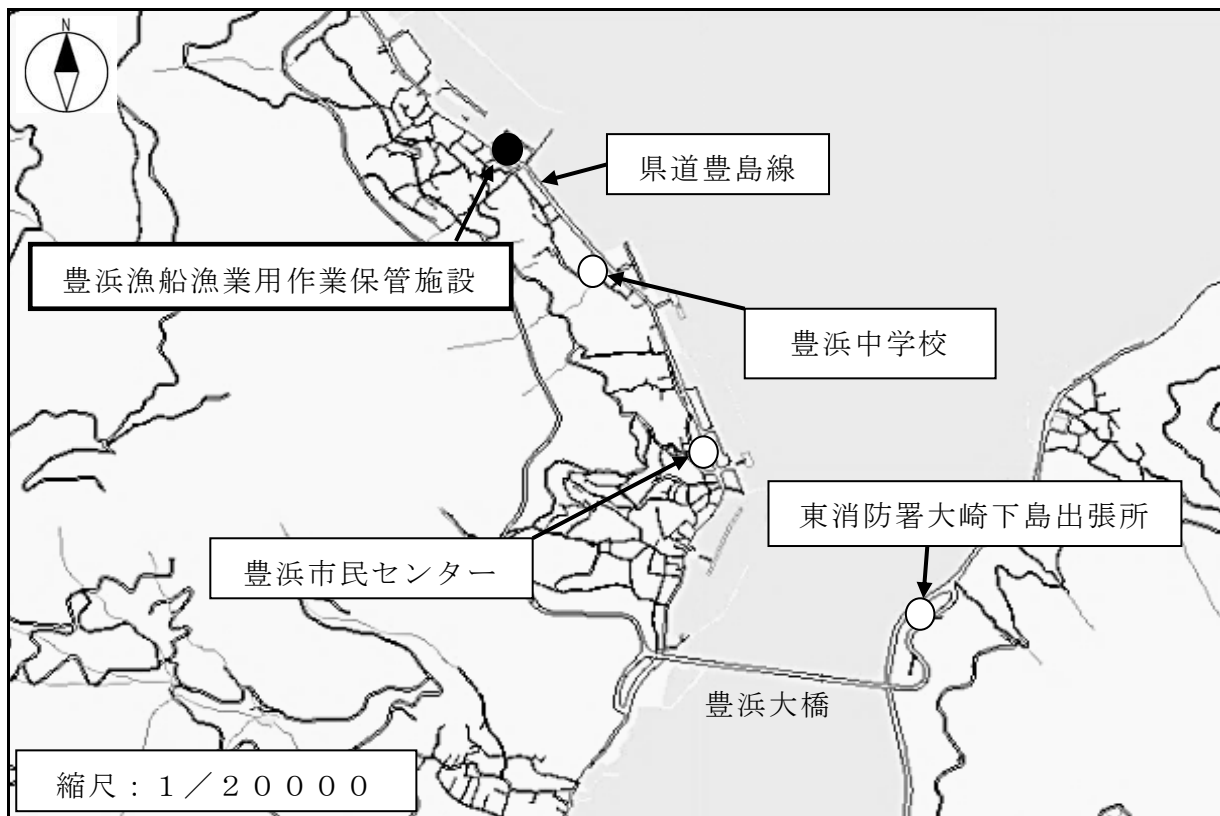 N
県道豊島線
豊浜漁船漁業用作業保管施設
豊浜中学校
東消防署大崎下島出張所
豊浜市民センター
豊浜大橋
縮尺：１／２００００